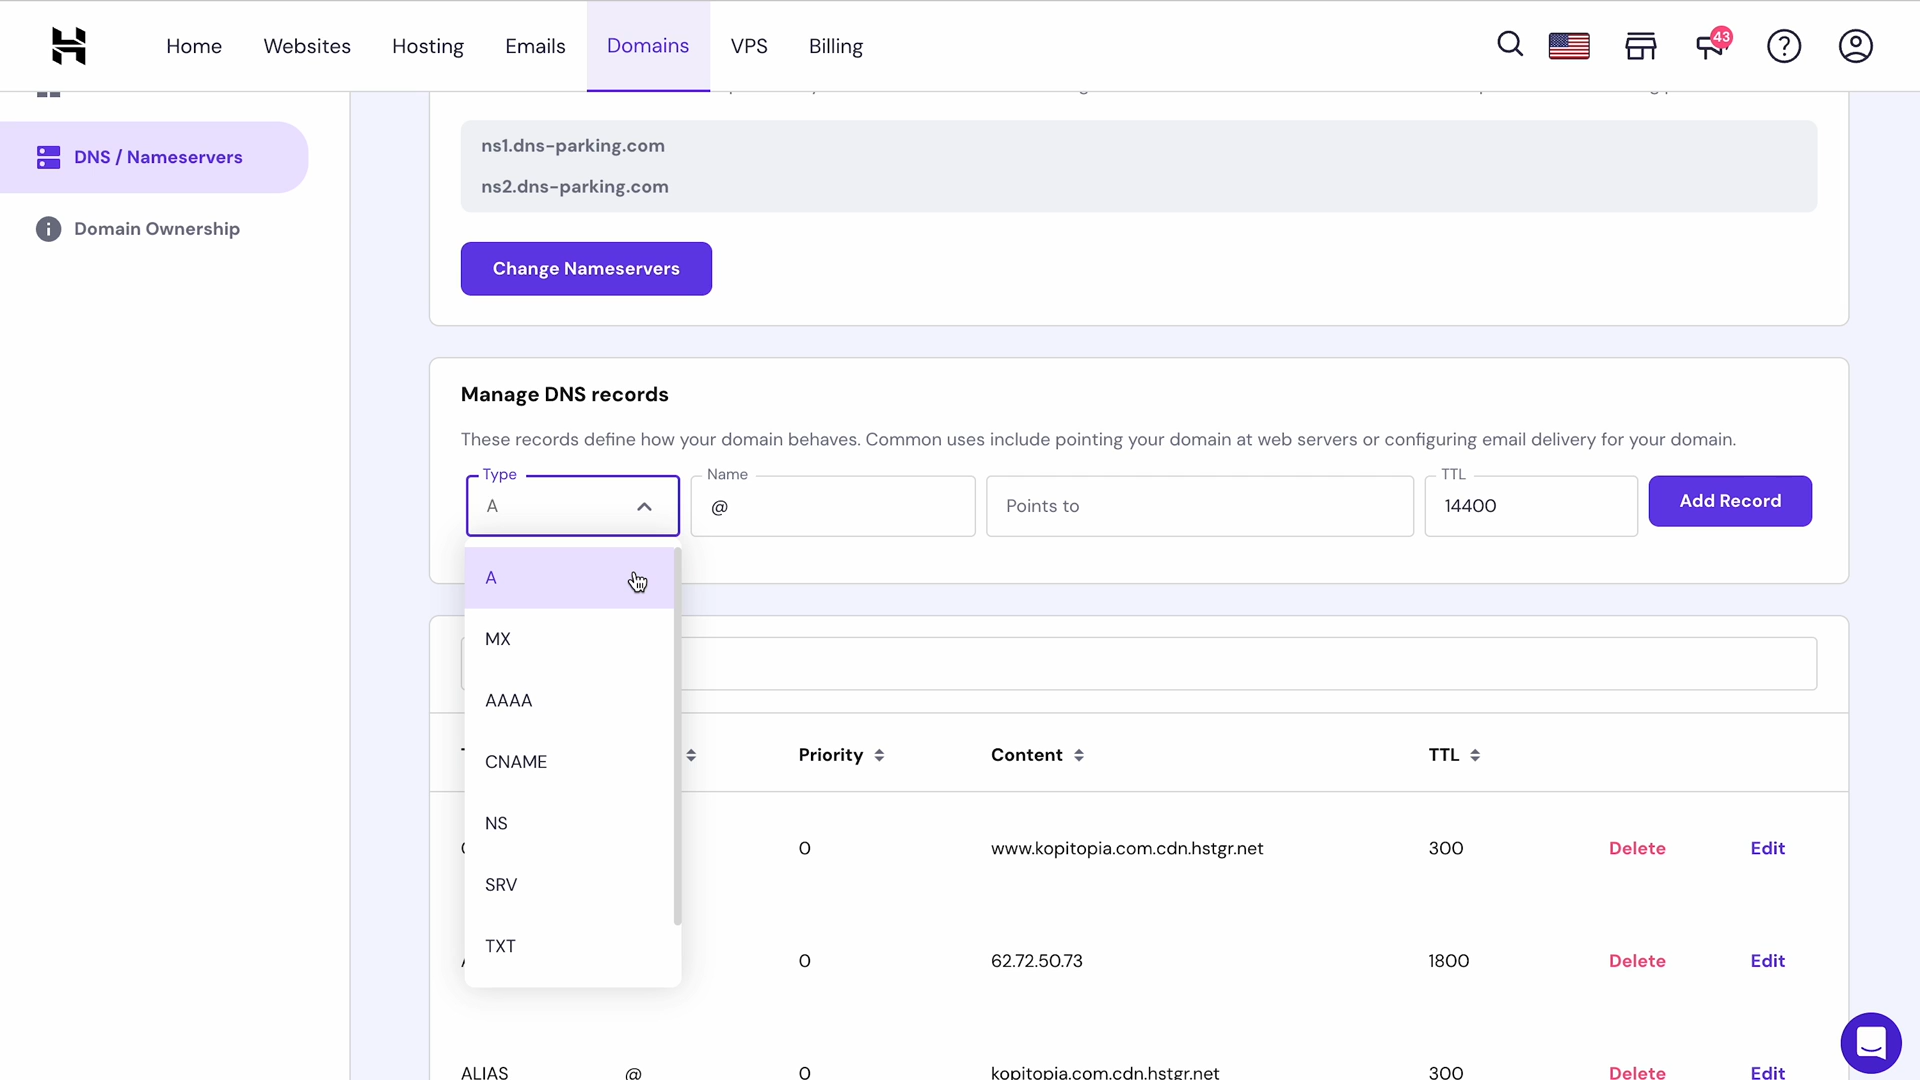 Home Websites Hosting Emails Domains VPS Billing
43
DNS / Nameservers
Domain Ownership
ns1.dns-parking.com
ns2.dns-parking.com
Change Nameservers
Manage DNS records
These records define how your domain behaves. Common uses include pointing your domain at web servers or configuring email delivery for your domain.
Type Name TTL
A @ Points to 14400 Add Record
A
MX
AAAA
CNAME
NS
SRV
TXT
Priority Content TTL
0 www.kopitopia.com.cdn.hstgr.net 300 Delete Edit
0 62.72.50.73 1800 Delete Edit
ALIAS @ 0 kopitopia.com.cdn.hstgr.net 300 Delete Edit